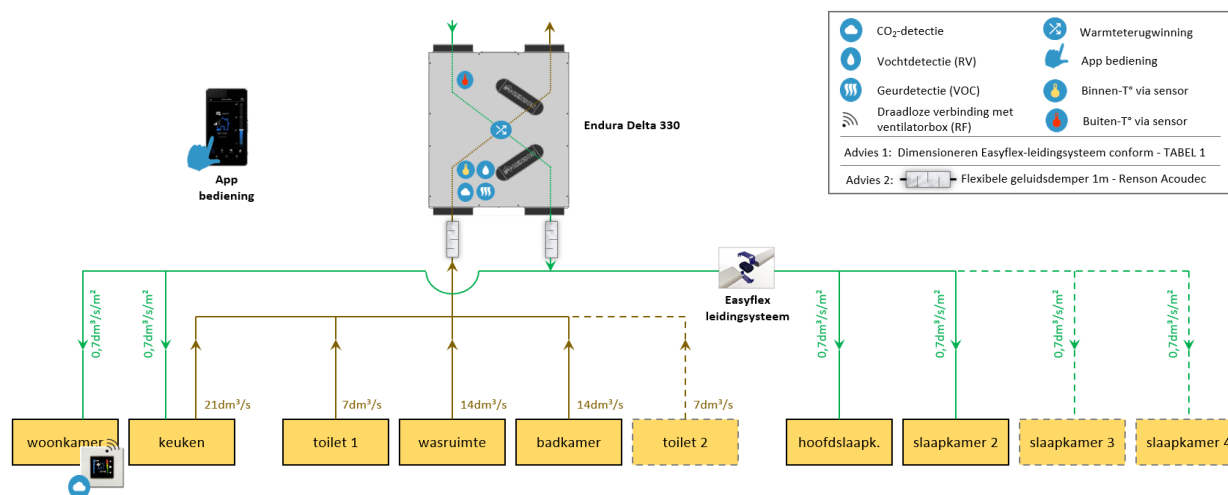 CO₂-detectie
Warmteterugwinning
Vochtdetectie (RV)
App bediening
Geurdetectie (VOC)
Binnen-T° via sensor
Draadloze verbinding met
ventilatorbox (RF)
Buiten-T° via sensor
Advies 1: Dimensioneren Easyflex-leidingsysteem conform - TABEL 1
Advies 2: Flexibele geluidsdemper 1m - Renson Acoudec
Endura Delta 330
App
bediening
Easyflex
leidingsysteem
0,7dm³/s/m²
0,7dm³/s/m²
0,7dm³/s/m²
0,7dm³/s/m²
0,7dm³/s/m²
0,7dm³/s/m²
21dm³/s
7dm³/s
14dm³/s
14dm³/s
7dm³/s
woonkamer
keuken
toilet 1
wasruimte
badkamer
toilet 2
hoofdslaapk.
slaapkamer 2
slaapkamer 3
slaapkamer 4